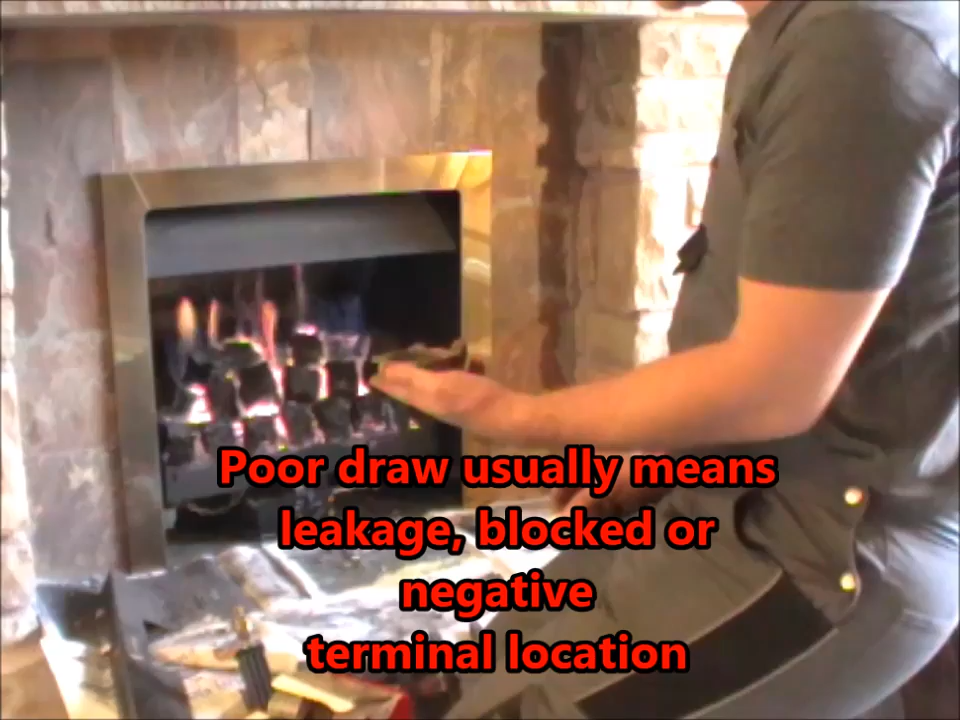 Poor draw usually means
leakage, blocked or
negative
terminal location